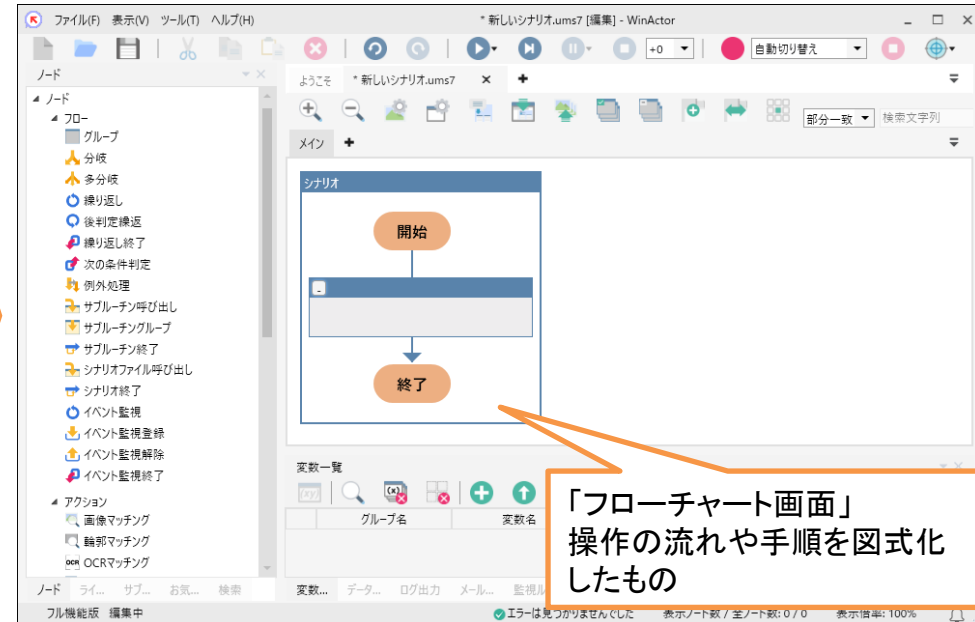 ファイル(F) 表示(V) ツール(T) ヘルプ(H)
* 新しいシナリオ.ums7 [編集] - WinActor
+0
自動切り替え
ノード
ようこそ
* 新しいシナリオ.ums7
部分一致
検索文字列
メイン
ノード
フロー
グループ
分岐
多分岐
繰り返し
後判定繰返
繰り返し終了
次の条件判定
例外処理
サブルーチン呼び出し
サブルーチングループ
サブルーチン終了
シナリオファイル呼び出し
シナリオ終了
イベント監視
イベント監視登録
イベント監視解除
イベント監視終了
アクション
画像マッチング
輪郭マッチング
OCR OCRマッチング
ノード ライ... サブ... お気... 検索
シナリオ
開始
-
終了
変数一覧
グループ名 変数名
変数... データ... ログ出力 メール...
「フローチャート画面」
操作の流れや手順を図式化
したもの
フル機能版 編集中
エラーは見つかりませんでした
表示ノード数 / 全ノード数: 0 / 0
表示倍率: 100%